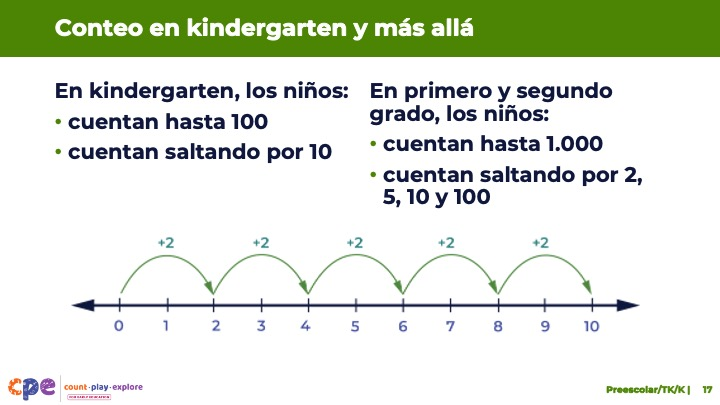 Conteo en kindergarten y más allá
En kindergarten, los niños:
• cuentan hasta 100
• cuentan saltando por 10
En primero y segundo
grado, los niños:
• cuentan hasta 1.000
• cuentan saltando por 2,
5, 10 y 100
+2 +2 +2 +2 +2
0 1 2 3 4 5 6 7 8 9 10
cpe
count·play·explore
Preescolar/TK/K | 17